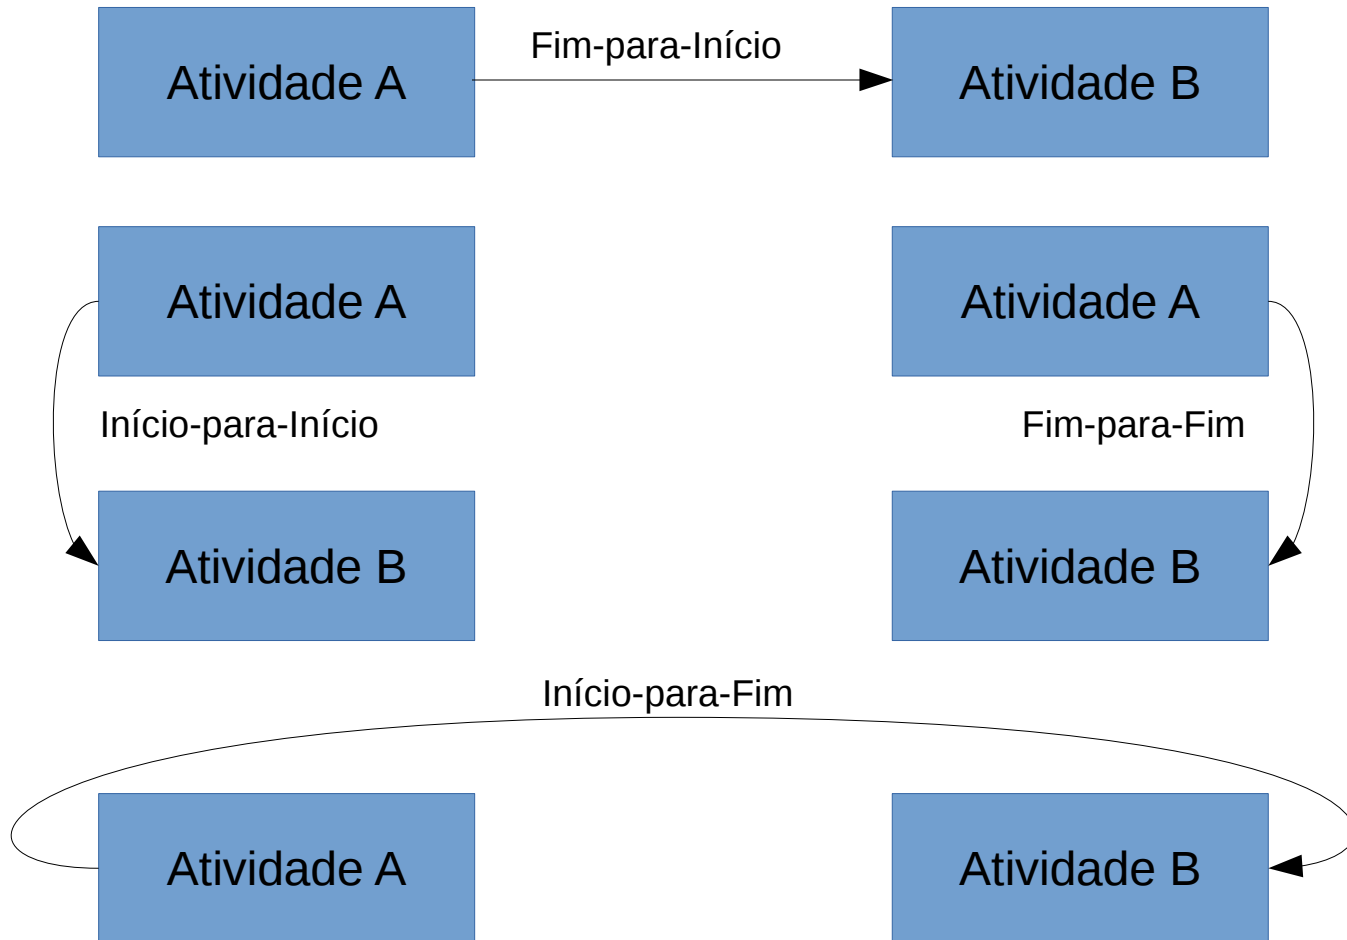 Fim-para-Início
Atividade A
Atividade B
Atividade A
Atividade A
Início-para-Início
Fim-para-Fim
Atividade B
Atividade B
Início-para-Fim
Atividade A
Atividade B